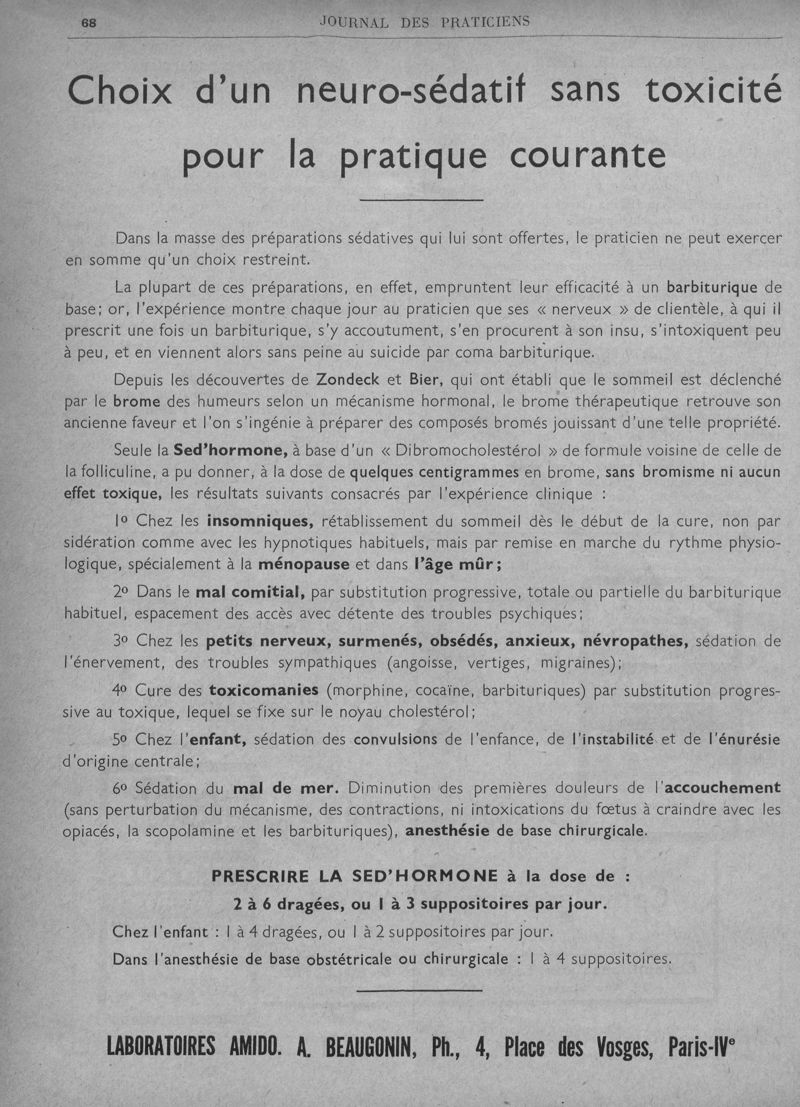 68
JOURNAL DES PRATICIENS
Choix d'un neuro-sédatif sans toxicité
pour la pratique courante
Dans la masse des préparations sédatives qui lui sont offertes, le praticien ne peut exercer
en somme qu'un choix restreint.
La plupart de ces préparations, en effet, empruntent leur efficacité à un barbiturique de
base; or, l'expérience montre chaque jour au praticien que ses « nerveux » de clientèle, à qui il
prescrit une fois un barbiturique, s'y accoutument, s'en procurent à son insu, s'intoxiquent peu
à peu, et en viennent alors sans peine au suicide par coma barbiturique.
Depuis les découvertes de Zondeck et Bier, qui ont établi que le sommeil est déclenché
par le brome des humeurs selon un mécanisme hormonal, le brome thérapeutique retrouve son
ancienne faveur et l'on s'ingénie à préparer des composés bromés jouissant d'une telle propriété.
Seule la Sed'hormone, à base d'un « Dibromocholestérol » de formule voisine de celle de
la folliculine, a pu donner, à la dose de quelques centigrammes en brome, sans bromisme ni aucun
effet toxique, les résultats suivants consacrés par l'expérience clinique :
1º Chez les insomniques, rétablissement du sommeil dès le début de la cure, non par
sidération comme avec les hypnotiques habituels, mais par remise en marche du rythme physio-
logique, spécialement à la ménopause et dans l'âge mûr;
2º Dans le mal comitial, par substitution progressive, totale ou partielle du barbiturique
habituel, espacement des accès avec détente des troubles psychiques;
3º Chez les petits nerveux, surmenés, obsédés, anxieux, névropathes, sédation de
l'énervement, des troubles sympathiques (angoisse, vertiges, migraines);
4º Cure des toxicomanies (morphine, cocaïne, barbituriques) par substitution progres-
sive au toxique, lequel se fixe sur le noyau cholestérol;
5º Chez l'enfant, sédation des convulsions de l'enfance, de l'instabilité et de l'énurésie
d'origine centrale;
6º Sédation du mal de mer. Diminution des premières douleurs de l'accouchement
(sans perturbation du mécanisme, des contractions, ni intoxications du fœtus à craindre avec les
opiacés, la scopolamine et les barbituriques), anesthésie de base chirurgicale.
PRESCRIRE LA SED'HORMONE à la dose de :
2 à 6 dragées, ou 1 à 3 suppositoires par jour.
Chez l'enfant : 1 à 4 dragées, ou 1 à 2 suppositoires par jour.
Dans l'anesthésie de base obstétricale ou chirurgicale : 1 à 4 suppositoires.
LABORATOIRES AMIDO. A. BEAUGONIN, Ph., 4, Place des Vosges, Paris-IVe